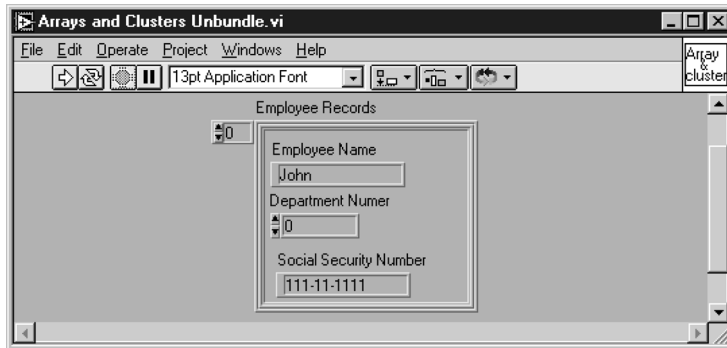 Arrays and Clusters Unbundle.vi
File Edit Operate Project Windows Help
13pt Application Font
Array
&
cluster
Employee Records
0
Employee Name
John
Department Numer
0
Social Security Number
111-11-1111